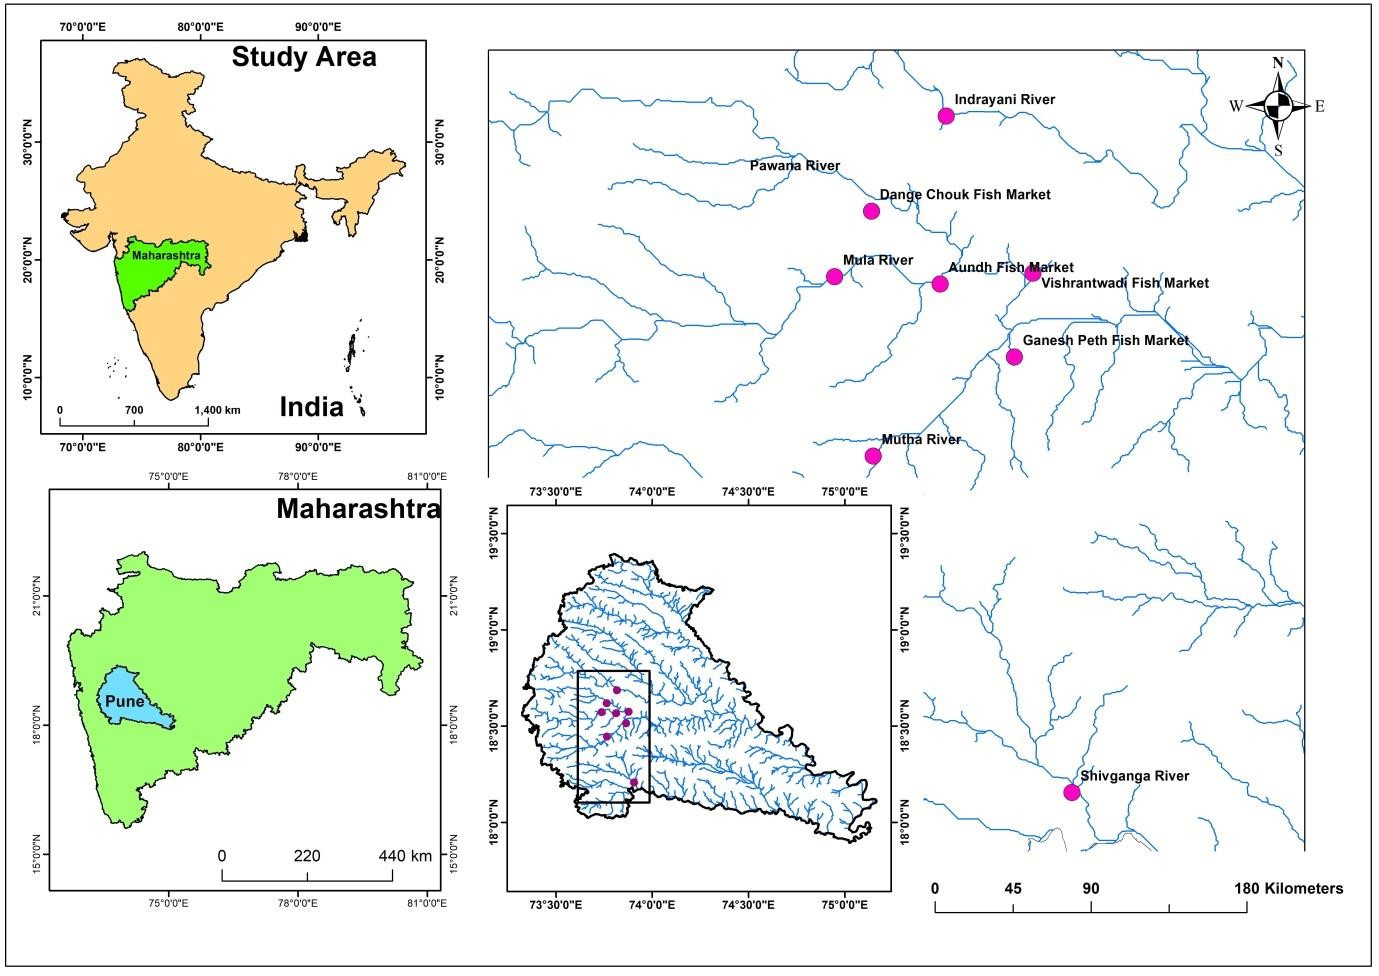 70°0'0"E 80°0'0"E 90°0'0"E
Study Area
30°0'0"N 30°0'0"N
Maharashtra
20°0'0"N 20°0'0"N
10°0'0"N 10°0'0"N
India
0 700 1,400 km
70°0'0"E 80°0'0"E 90°0'0"E
N
W E
S
Indrayani River
Pawana River
Dange Chouk Fish Market
Mula River
Aundh Fish Market
Vishrantwadi Fish Market
Ganesh Peth Fish Market
Mutha River
75°0'0"E 78°0'0"E 81°0'0"E
Maharashtra
21°0'0"N 21°0'0"N
Pune
18°0'0"N 18°0'0"N
0 220 440 km
15°0'0"N 15°0'0"N
75°0'0"E 78°0'0"E 81°0'0"E
73°30'0"E 74°0'0"E 74°30'0"E 75°0'0"E
19°30'0"N 19°30'0"N
19°0'0"N 19°0'0"N
18°30'0"N 18°30'0"N
18°0'0"N 18°0'0"N
73°30'0"E 74°0'0"E 74°30'0"E 75°0'0"E
Shivganga River
0 45 90 180 Kilometers